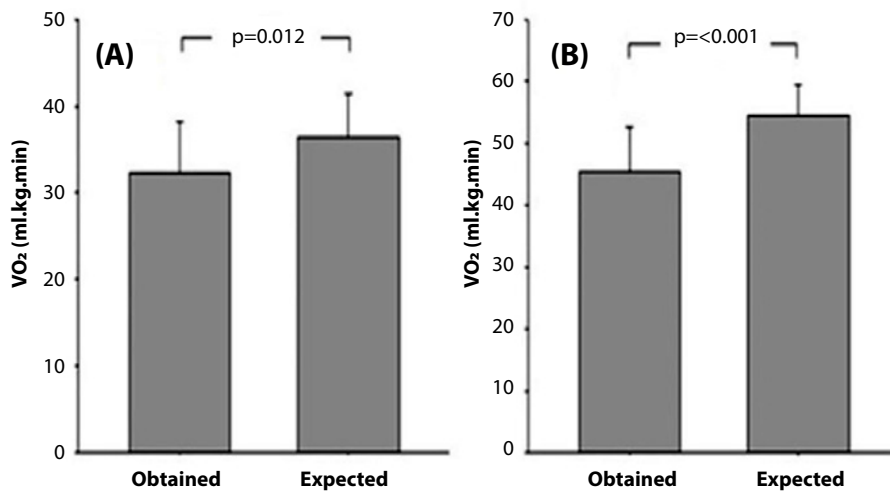 (A)
p=0.012
VO₂ (ml.kg.min)
50
40
30
20
10
0
Obtained Expected
(B)
p=<0.001
VO₂ (ml.kg.min)
70
60
50
40
30
20
10
0
Obtained Expected